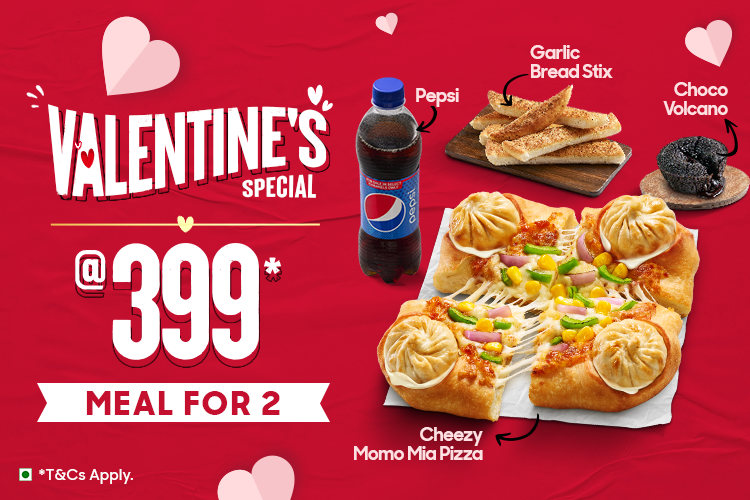 VALENTINE'S
SPECIAL
@399*
MEAL FOR 2
*T&Cs Apply.
Pepsi
Garlic
Bread Stix
Choco
Volcano
pepsi
Cheezy
Momo Mia Pizza